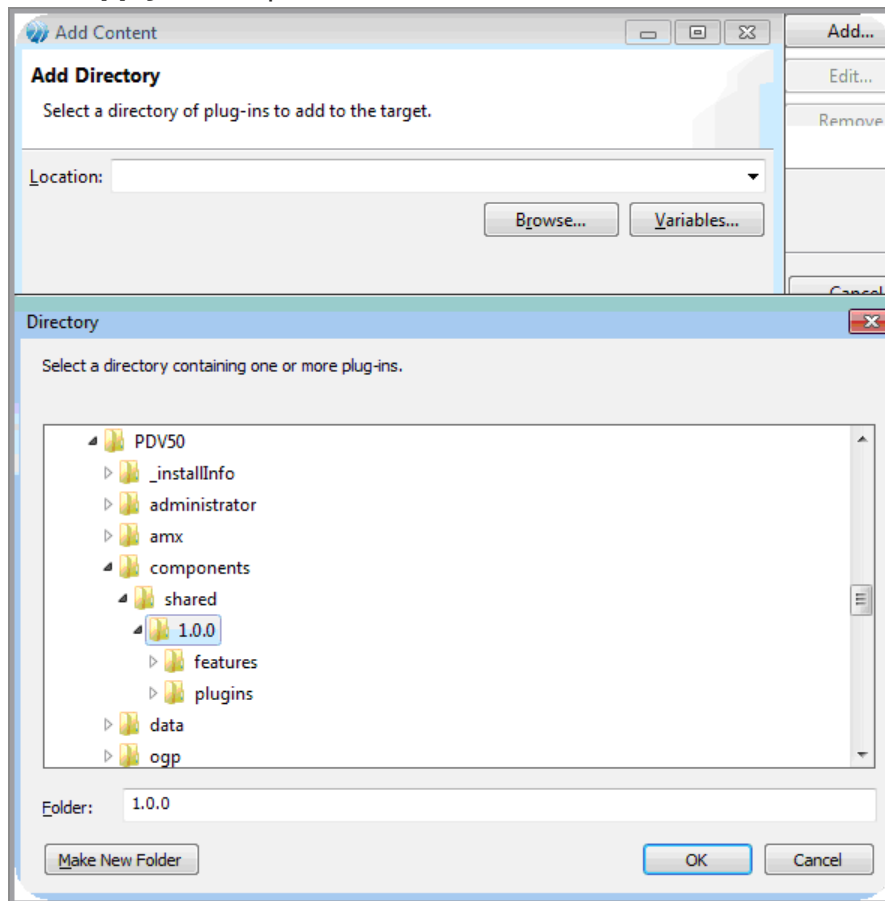 Add Content
Add...
Add Directory
Edit...
Select a directory of plug-ins to add to the target.
Remove
Location:
Browse... Variables...
Cancel
Directory
Select a directory containing one or more plug-ins.
PDV50
_installInfo
administrator
amx
components
shared
1.0.0
features
plugins
data
ogp
Folder: 1.0.0
Make New Folder OK Cancel